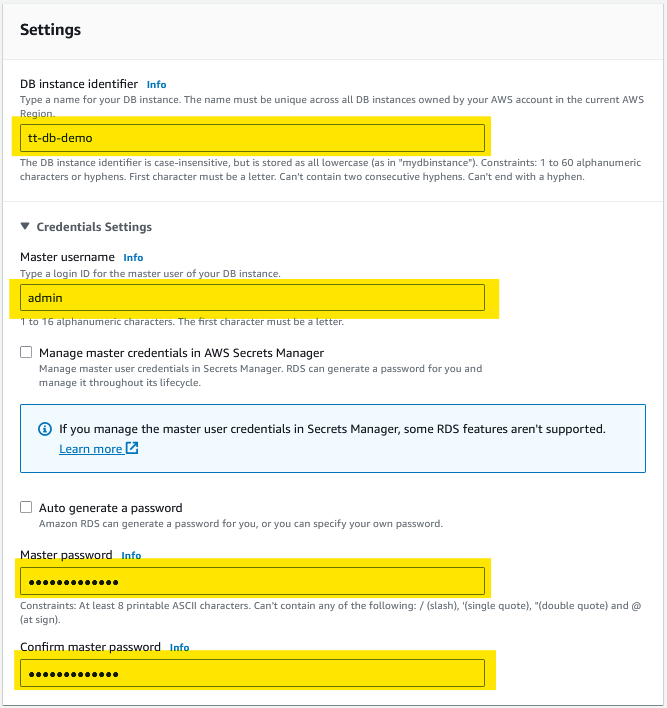 Settings
DB instance identifier Info
Type a name for your DB instance. The name must be unique across all DB instances owned by your AWS account in the current AWS
Region.
tt-db-demo
The DB instance identifier is case-insensitive, but is stored as all lowercase (as in "mydbinstance"). Constraints: 1 to 60 alphanumeric
characters or hyphens. First character must be a letter. Can't contain two consecutive hyphens. Can't end with a hyphen.
Credentials Settings
Master username Info
Type a login ID for the master user of your DB instance.
admin
1 to 16 alphanumeric characters. The first character must be a letter.
Manage master credentials in AWS Secrets Manager
Manage master user credentials in Secrets Manager. RDS can generate a password for you and
manage it throughout its lifecycle.
If you manage the master user credentials in Secrets Manager, some RDS features aren't supported.
Learn more
Auto generate a password
Amazon RDS can generate a password for you, or you can specify your own password.
Master password Info
•••••••••••••
Constraints: At least 8 printable ASCII characters. Can't contain any of the following: / (slash), '(single quote), "(double quote) and @
(at sign).
Confirm master password Info
•••••••••••••